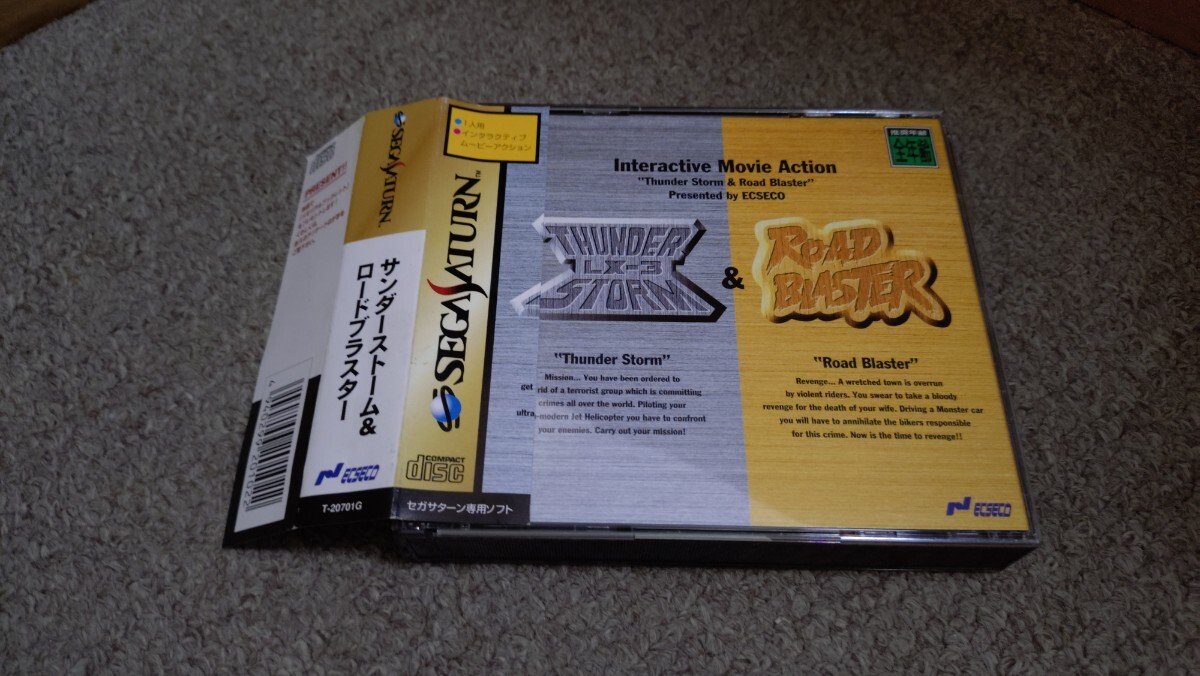 PRESENT!!
SEGA SATURN
サンダーストーム&
ロードブラスター
ECSECO
T-20701G
1人用
インタラクティブ
ムービーアクション
SEGA SATURN™
COMPACT
disc
セガサターン専用ソフト
推奨年齢
全年齢
Interactive Movie Action
"Thunder Storm & Road Blaster"
Presented by ECSECO
THUNDER
LX-3
STORM
&
ROAD
BLASTER
"Thunder Storm"
Mission... You have been ordered to
get rid of a terrorist group which is committing
crimes all over the world. Piloting your
ultra-modern Jet Helicopter you have to confront
your enemies. Carry out your mission!
"Road Blaster"
Revenge... A wretched town is overrun
by violent riders. You swear to take a bloody
revenge for the death of your wife. Driving a Monster car
you will have to annihilate the bikers responsible
for this crime. Now is the time to revenge!!
ECSECO